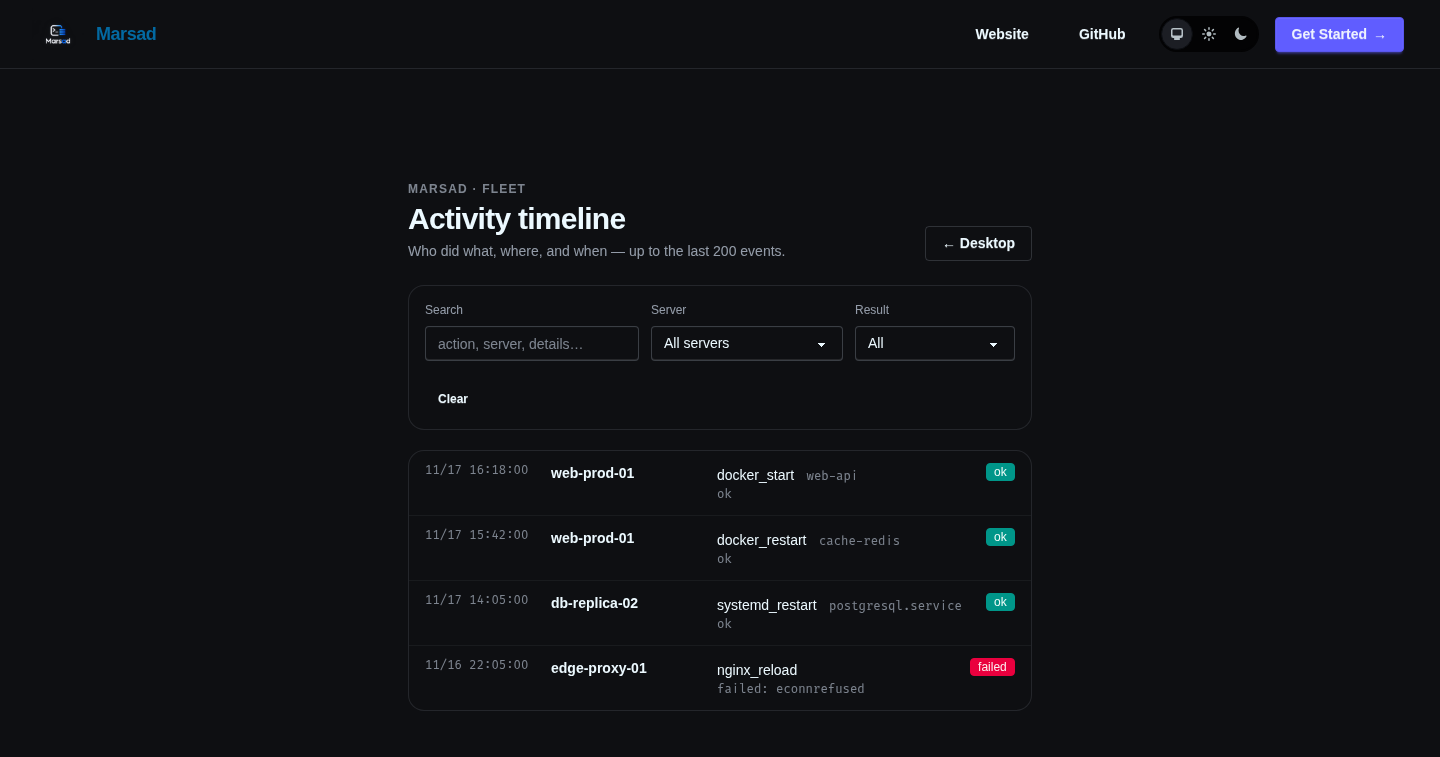 Marsad
Marsad
Website
GitHub
Get Started →
MARSAD · FLEET
Activity timeline
Who did what, where, and when — up to the last 200 events.
← Desktop
Search
Server
Result
action, server, details…
All servers
All
Clear
11/17 16:18:00 web-prod-01 docker_start web-api ok
ok
11/17 15:42:00 web-prod-01 docker_restart cache-redis ok
ok
11/17 14:05:00 db-replica-02 systemd_restart postgresql.service ok
ok
11/16 22:05:00 edge-proxy-01 nginx_reload failed
failed: econnrefused